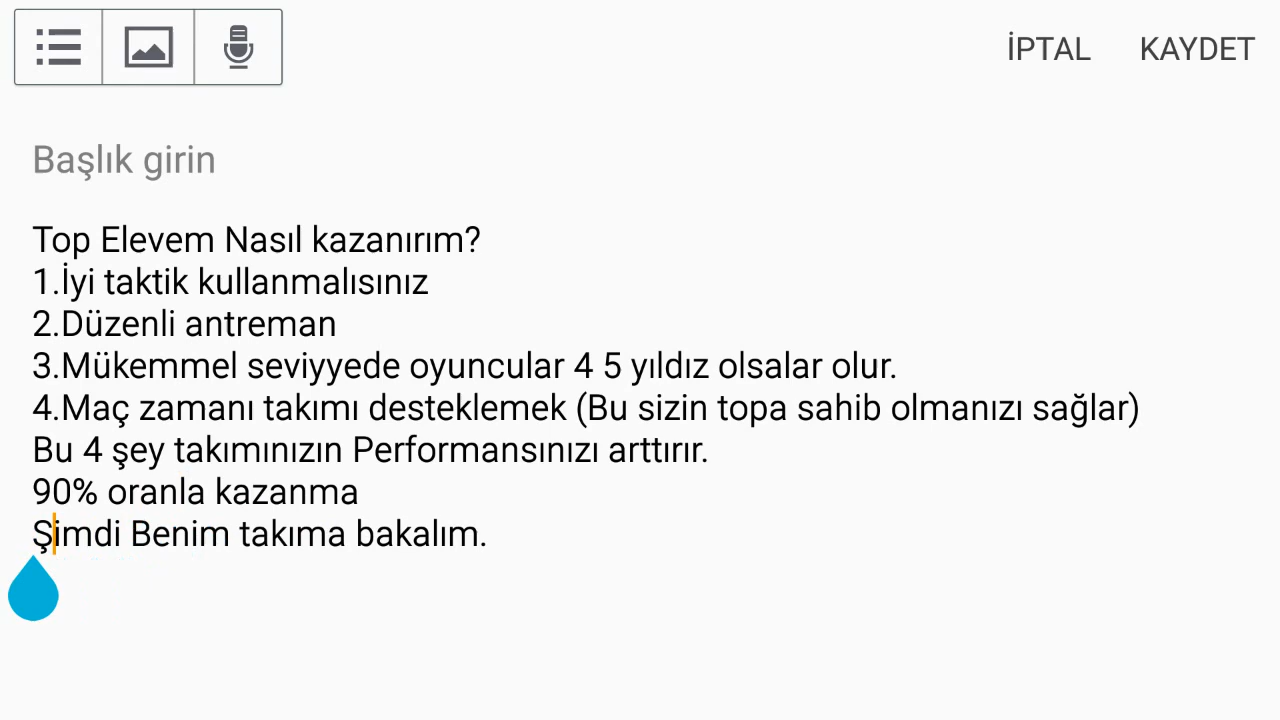 İPTAL KAYDET
Başlık girin
Top Elevem Nasıl kazanırım?
1.İyi taktik kullanmalısınız
2.Düzenli antreman
3.Mükemmel seviyyede oyuncular 4 5 yıldız olsalar olur.
4.Maç zamanı takımı desteklemek (Bu sizin topa sahib olmanızı sağlar)
Bu 4 şey takımınızın Performansınızı arttırır.
90% oranla kazanma
Şimdi Benim takıma bakalım.